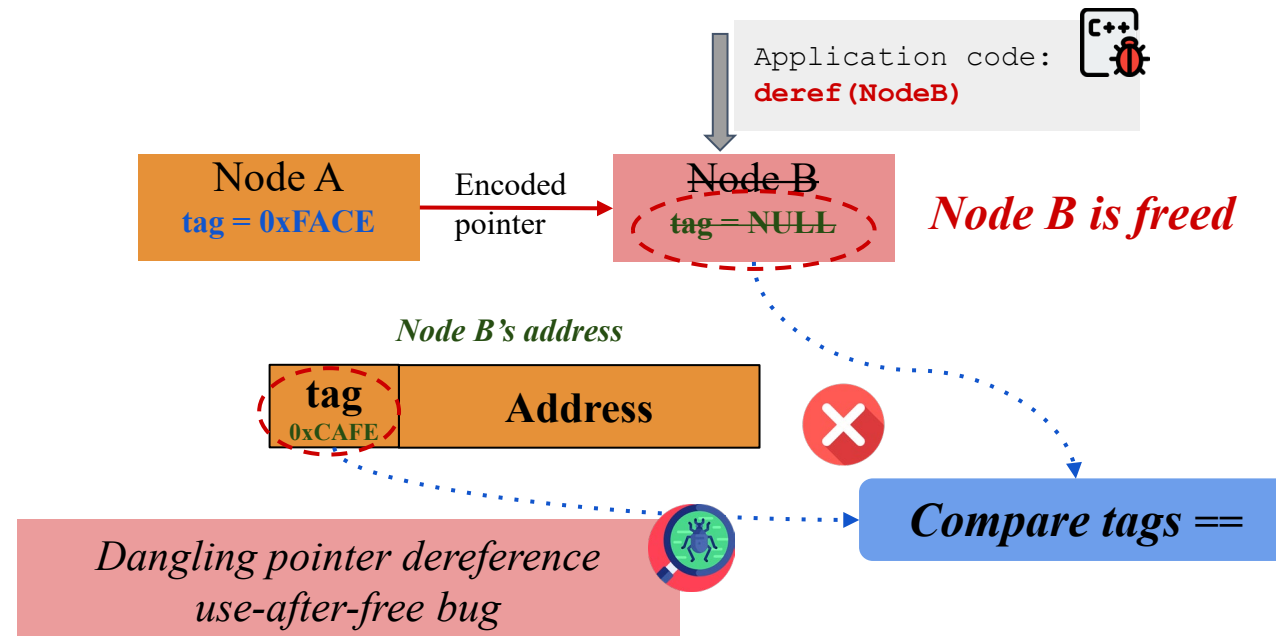 C++
Application code:
deref(NodeB)
Node A
tag = 0xFACE
Encoded
pointer
Node B
tag = NULL
Node B is freed
Node B’s address
tag
0xCAFE
Address
Compare tags ==
Dangling pointer dereference
use-after-free bug